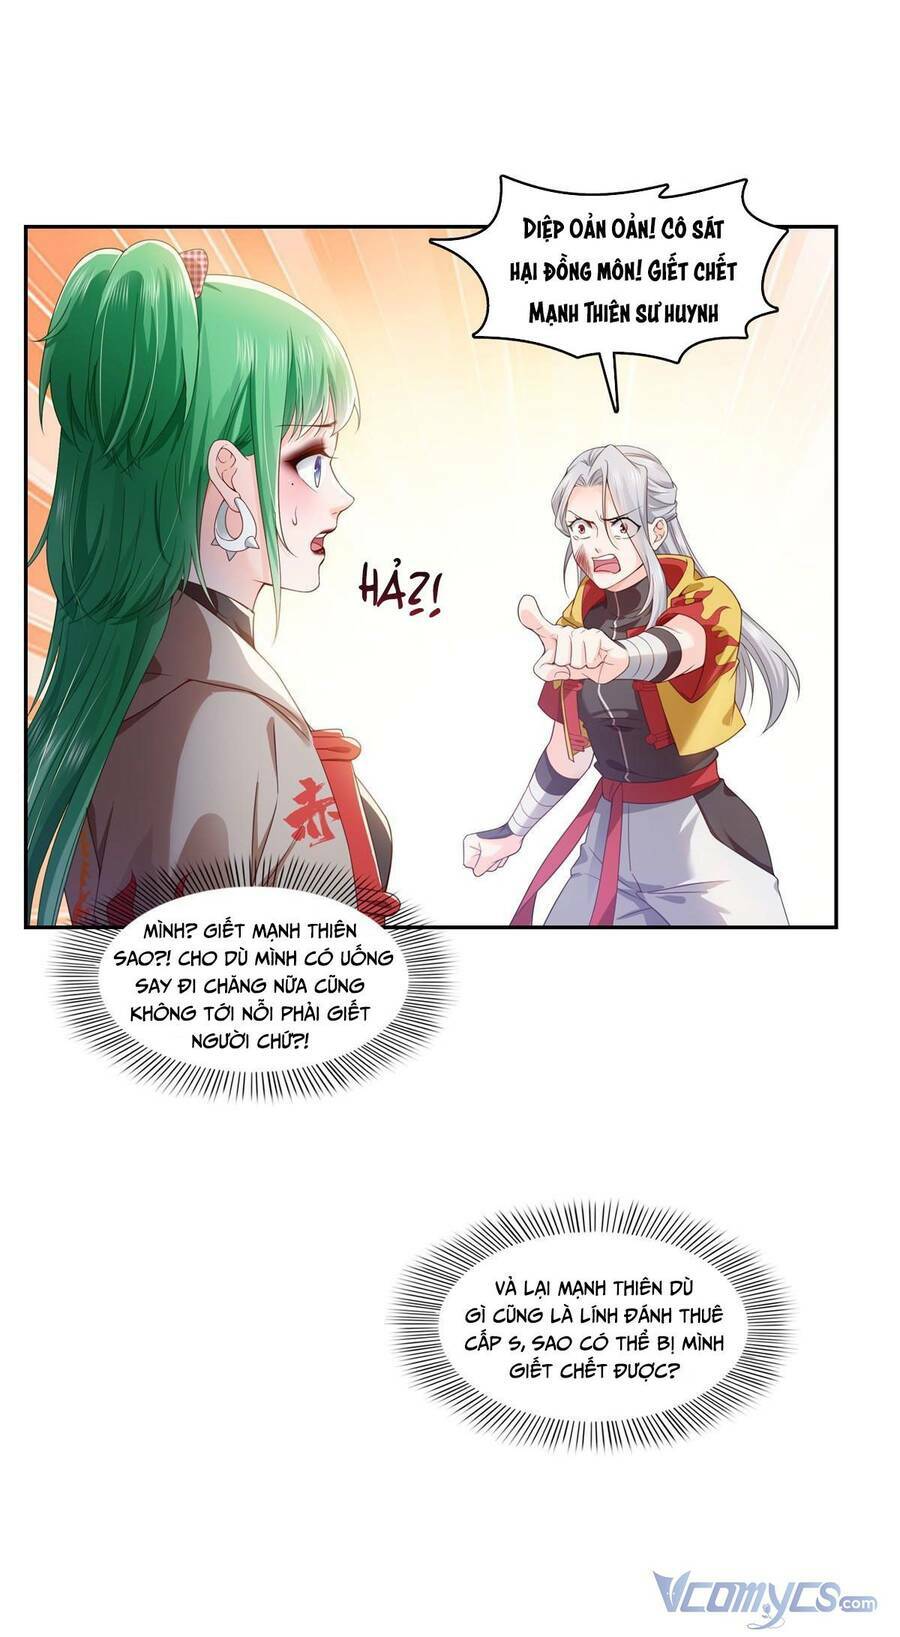 DIỆP OẢN OẢN! CÔ SÁT
HẠI ĐỒNG MÔN! GIẾT CHẾT
MẠNH THIÊN SƯ HUYNH
HẢ?!
赤
MÌNH? GIẾT MẠNH THIÊN
SAO?! CHO DÙ MÌNH CÓ UỐNG
SAY ĐI CHĂNG NỮA CŨNG
KHÔNG TỚI NỖI PHẢI GIẾT
NGƯỜI CHỨ?!
VẢ LẠI MẠNH THIÊN DÙ
GÌ CŨNG LÀ LÍNH ĐÁNH THUÊ
CẤP S, SAO CÓ THỂ BỊ MÌNH
GIẾT CHẾT ĐƯỢC?
VCOMYCS.com